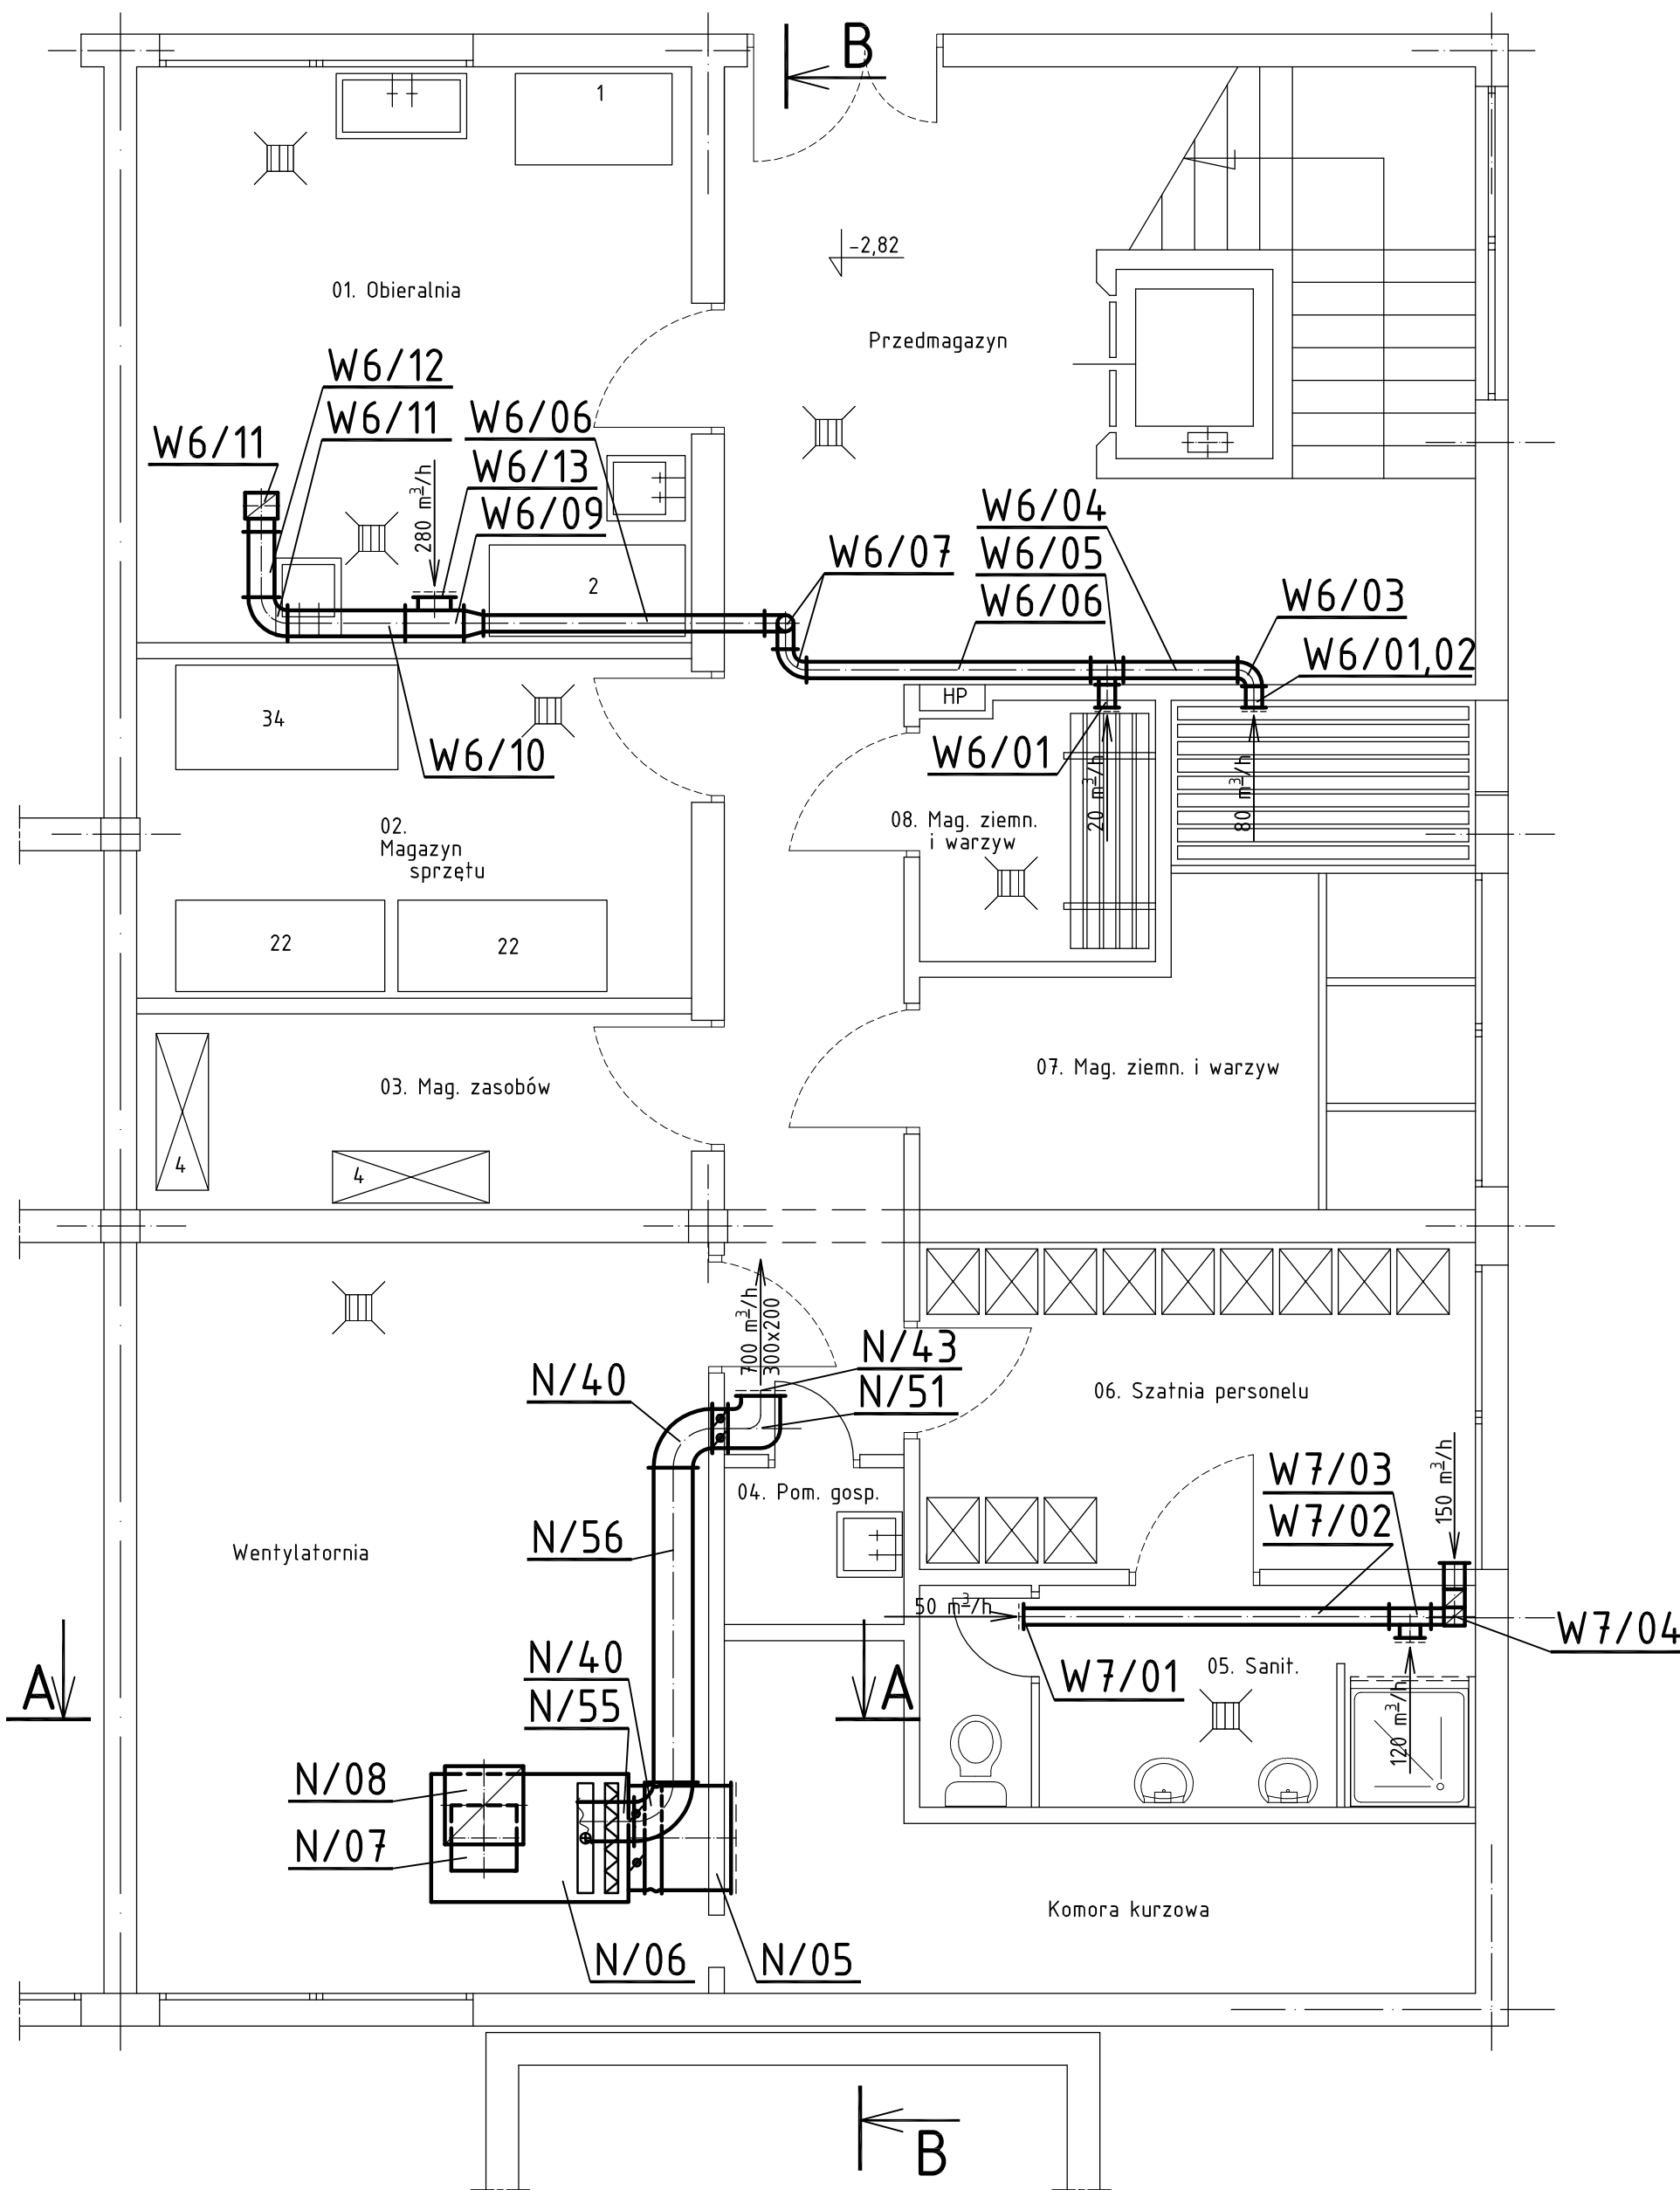 B
1
-2,82
01. Obieralnia
Przedmagazyn
W6/12
W6/11
W6/06
W6/11
W6/13
280 m³/h
W6/09
W6/04
W6/07
W6/05
W6/06
W6/03
2
W6/01,02
HP
34
W6/10
W6/01
20 m³/h
80 m³/h
08. Mag. ziemn.
i warzyw
02.
Magazyn
sprzętu
22
22
07. Mag. ziemn. i warzyw
03. Mag. zasobów
4
4
700 m³/h
300x200
N/43
N/40
N/51
06. Szatnia personelu
W7/03
150 m³/h
04. Pom. gosp.
W7/02
N/56
Wentylatornia
50 m³/h
W7/04
N/40
05. Sanit.
W7/01
A
A
N/55
120 m³/h
N/08
N/07
Komora kurzowa
N/06
N/05
B